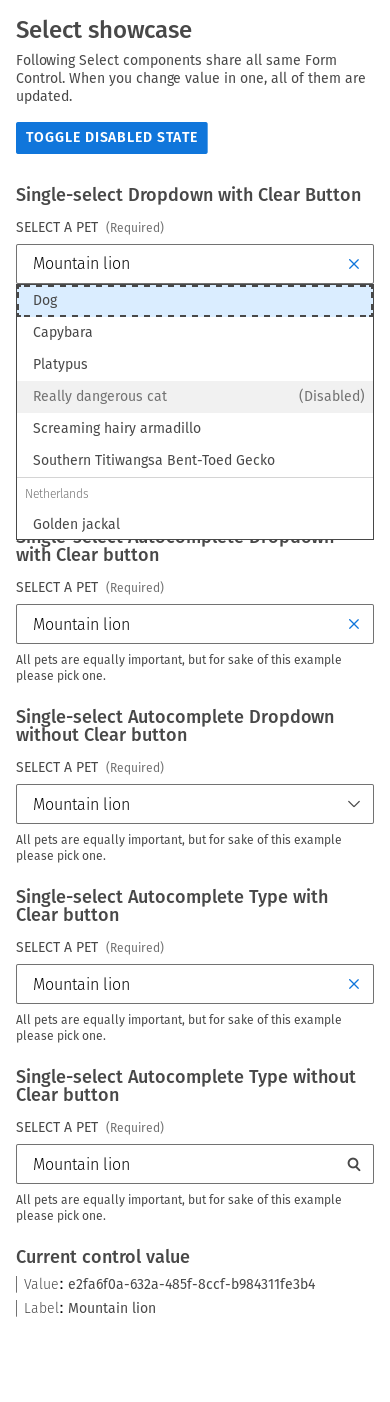 Select showcase
Following Select components share all same Form
Control. When you change value in one, all of them are
updated.
TOGGLE DISABLED STATE
Single-select Dropdown with Clear Button
SELECT A PET (Required)
Mountain lion
Dog
Capybara
Platypus
Really dangerous cat (Disabled)
Screaming hairy armadillo
Southern Titiwangsa Bent-Toed Gecko
Netherlands
Golden jackal
Single-select Autocomplete Dropdown
with Clear button
SELECT A PET (Required)
Mountain lion
All pets are equally important, but for sake of this example
please pick one.
Single-select Autocomplete Dropdown
without Clear button
SELECT A PET (Required)
Mountain lion
All pets are equally important, but for sake of this example
please pick one.
Single-select Autocomplete Type with
Clear button
SELECT A PET (Required)
Mountain lion
All pets are equally important, but for sake of this example
please pick one.
Single-select Autocomplete Type without
Clear button
SELECT A PET (Required)
Mountain lion
All pets are equally important, but for sake of this example
please pick one.
Current control value
Value: e2fa6f0a-632a-485f-8ccf-b984311fe3b4
Label: Mountain lion